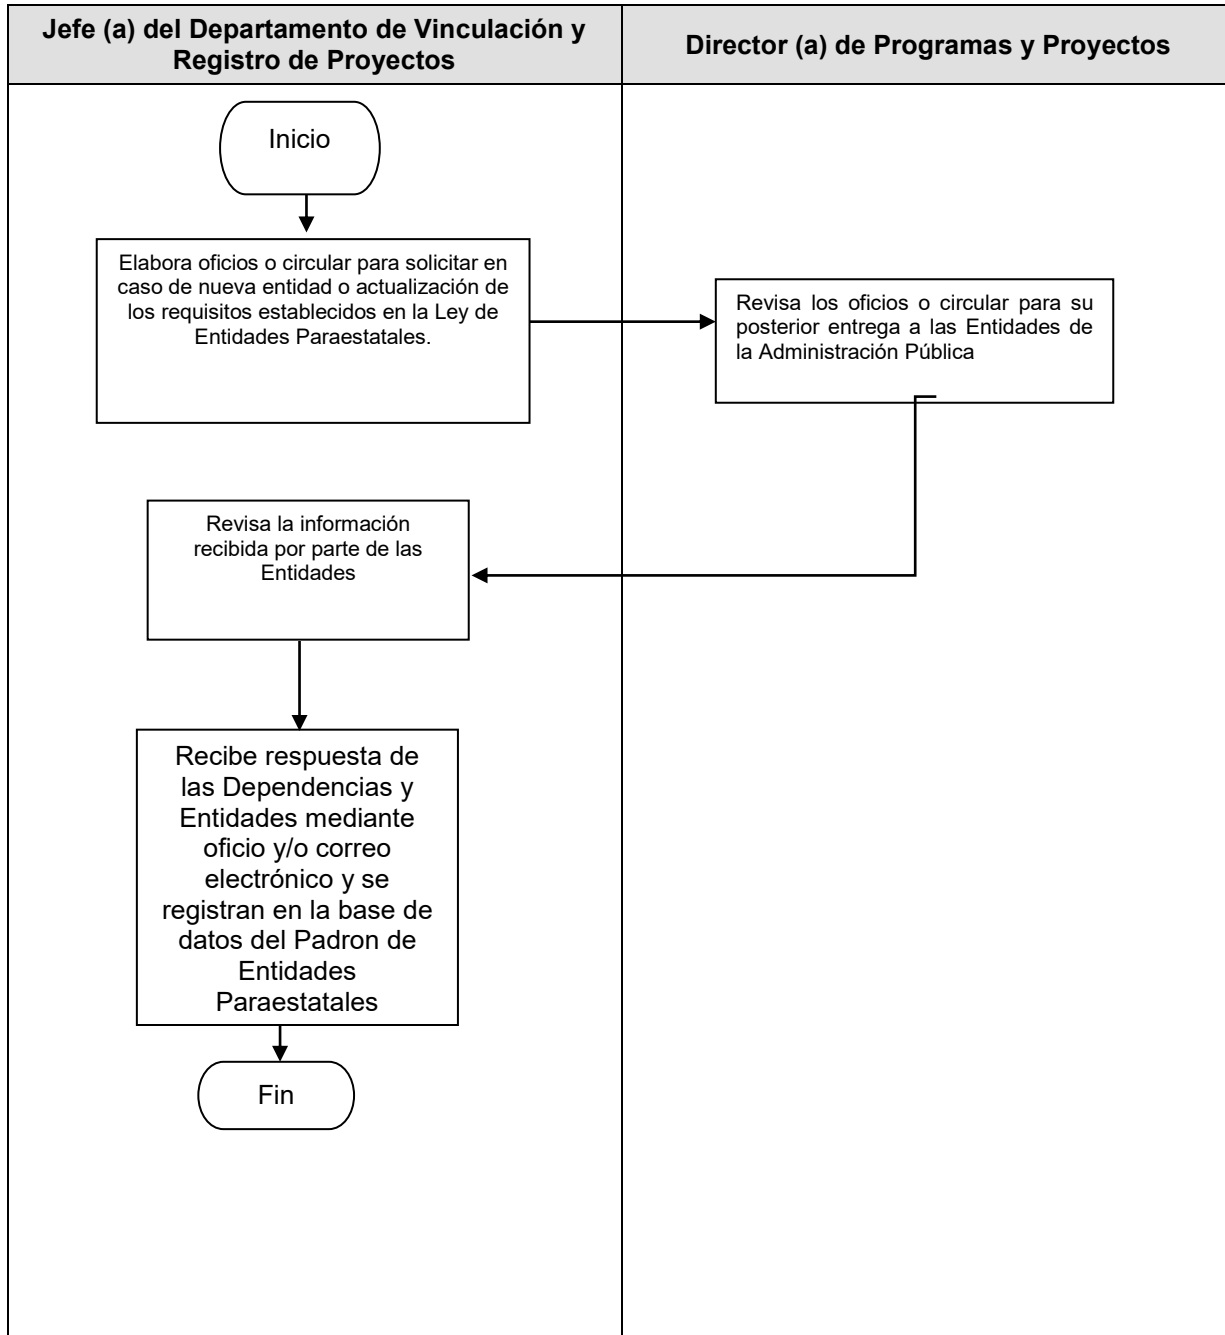 Jefe (a) del Departamento de Vinculación y
Registro de Proyectos
Director (a) de Programas y Proyectos
Inicio
Elabora oficios o circular para solicitar en
caso de nueva entidad o actualización de
los requisitos establecidos en la Ley de
Entidades Paraestatales.
Revisa los oficios o circular para su
posterior entrega a las Entidades de
la Administración Pública
Revisa la información
recibida por parte de las
Entidades
Recibe respuesta de
las Dependencias y
Entidades mediante
oficio y/o correo
electrónico y se
registran en la base de
datos del Padron de
Entidades
Paraestatales
Fin